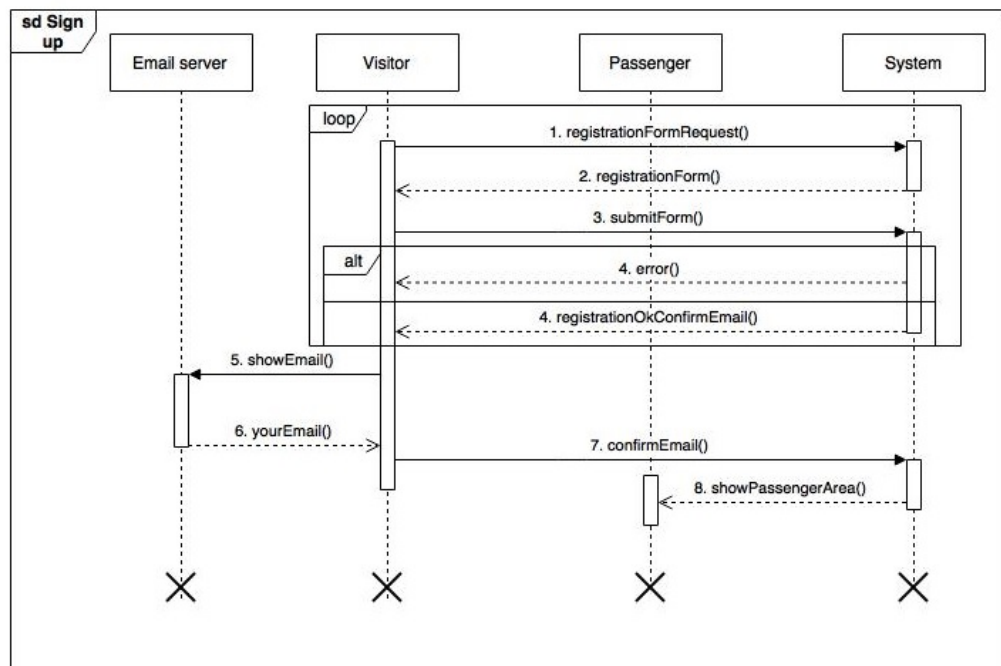 sd Sign
up
Email server
Visitor
Passenger
System
loop
1. registrationFormRequest()
2. registrationForm()
3. submitForm()
alt
4. error()
4. registrationOkConfirmEmail()
5. showEmail()
6. yourEmail()
7. confirmEmail()
8. showPassengerArea()